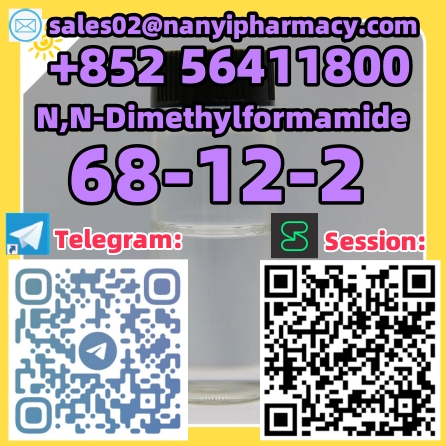 sales02@nanyipharmacy.com
+852 56411800
N,N-Dimethylformamide
68-12-2
Telegram:
Session: